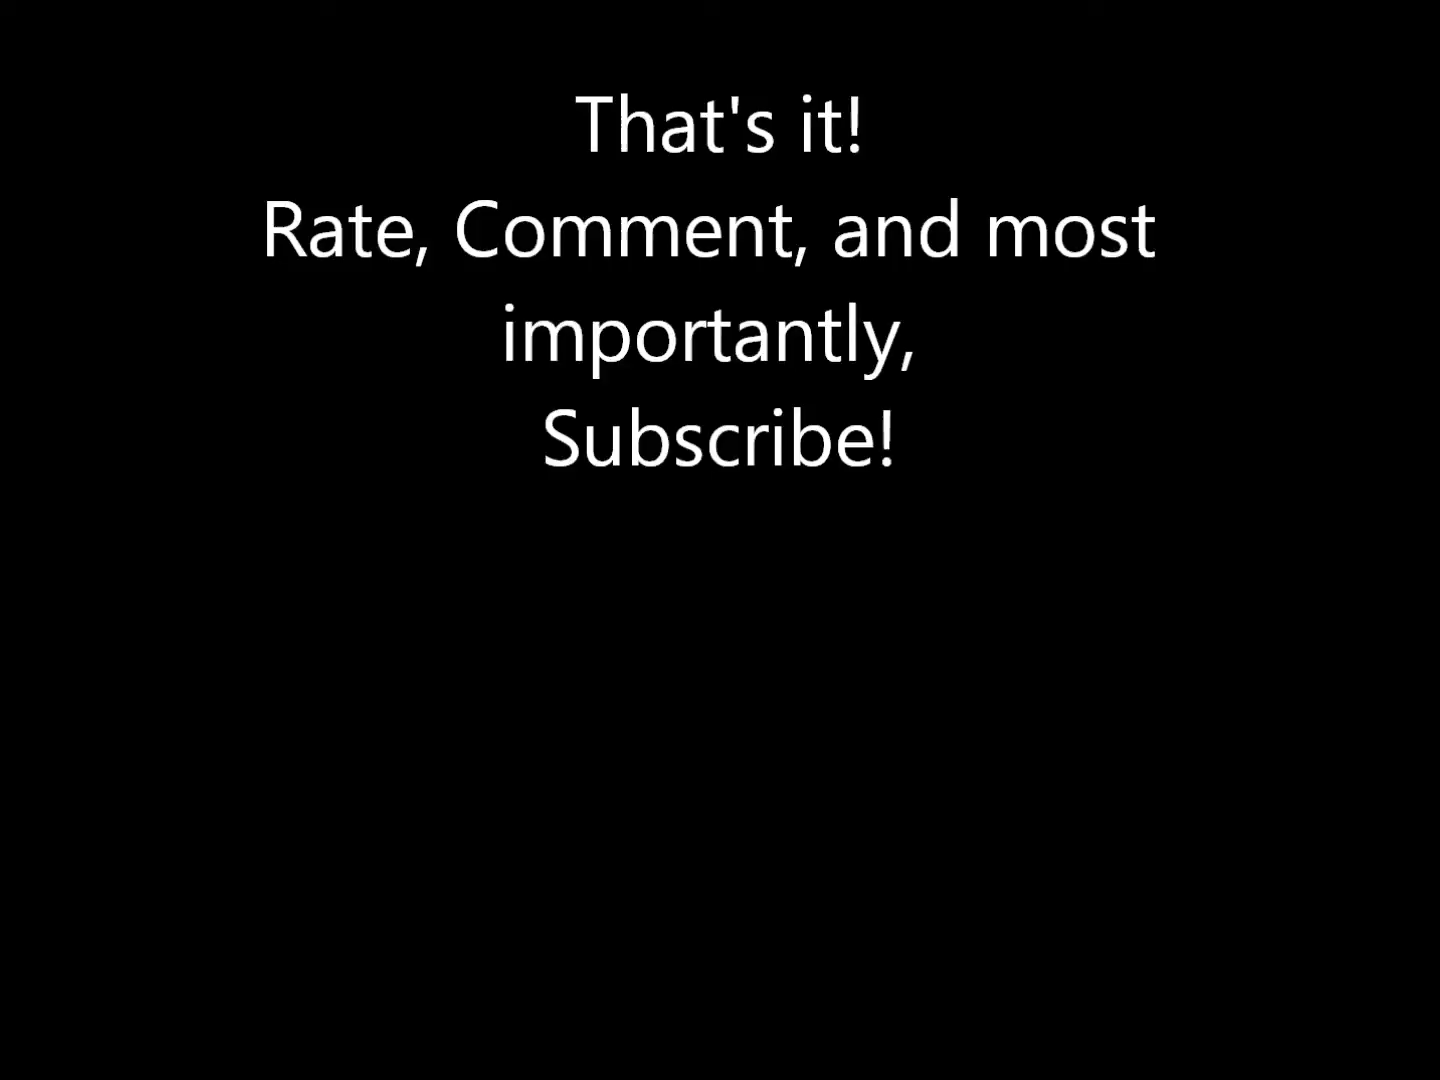 That's it!
Rate, Comment, and most
importantly,
Subscribe!